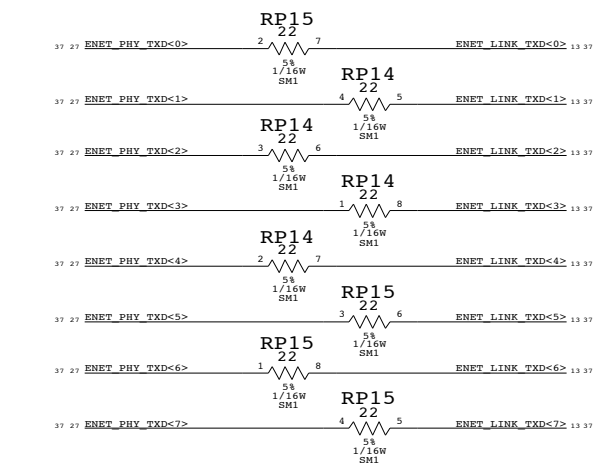 RP15
22
37 27 ENET_PHY_TXD<0> 2 7 ENET_LINK_TXD<0> 13 37
5%
1/16W
SM1
RP14
22
37 27 ENET_PHY_TXD<1> 4 5 ENET_LINK_TXD<1> 13 37
5%
1/16W
SM1
RP14
22
37 27 ENET_PHY_TXD<2> 3 6 ENET_LINK_TXD<2> 13 37
5%
1/16W
SM1
RP14
22
37 27 ENET_PHY_TXD<3> 1 8 ENET_LINK_TXD<3> 13 37
5%
1/16W
SM1
RP14
22
37 27 ENET_PHY_TXD<4> 2 7 ENET_LINK_TXD<4> 13 37
5%
1/16W
SM1
RP15
22
37 27 ENET_PHY_TXD<5> 3 6 ENET_LINK_TXD<5> 13 37
5%
1/16W
SM1
RP15
22
37 27 ENET_PHY_TXD<6> 1 8 ENET_LINK_TXD<6> 13 37
5%
1/16W
SM1
RP15
22
37 27 ENET_PHY_TXD<7> 4 5 ENET_LINK_TXD<7> 13 37
5%
1/16W
SM1